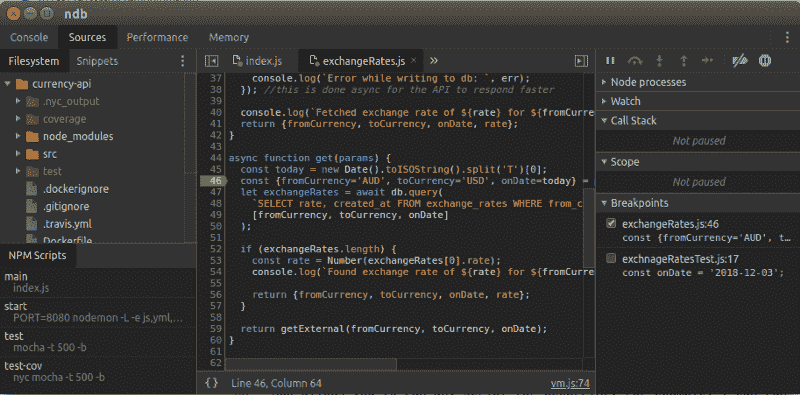 ndb
Console Sources Performance Memory
Filesystem Snippets
index.js exchangeRates.js × »
currency-api
.nyc_output
coverage
node_modules
src
test
.dockerignore
.gitignore
.travis.yml
Dockerfile
NPM Scripts
main
index.js
start
PORT=8080 nodemon -L -e js,yml,...
test
mocha -t 500 -b
test-cov
nyc mocha -t 500 -b
37 console.log(`Error while writing to db: `, err);
38 }); //this is done async for the API to respond faster
39
40 console.log(`Fetched exchange rate of ${rate} for ${fromCurre
41 return {fromCurrency, toCurrency, onDate, rate};
42 }
43
44 async function get(params) {
45 const today = new Date().toISOString().split('T')[0];
46 const {fromCurrency='AUD', toCurrency='USD', onDate=today} =
47 let exchangeRates = await db.query(
48 `SELECT rate, created_at FROM exchange_rates WHERE from_c
49 [fromCurrency, toCurrency, onDate]
50 );
51
52 if (exchangeRates.length) {
53 const rate = Number(exchangeRates[0].rate);
54 console.log(`Found exchange rate of ${rate} for ${fromCurre
55
56 return {fromCurrency, toCurrency, onDate, rate};
57 }
58
59 return getExternal(fromCurrency, toCurrency, onDate);
60 }
61
62
{} Line 46, Column 64 vm.js:74
Node processes
Watch
Call Stack
Not paused
Scope
Not paused
Breakpoints
exchangeRates.js:46
const {fromCurrency='AUD', t...
exchnageRatesTest.js:17
const onDate = '2018-12-03';